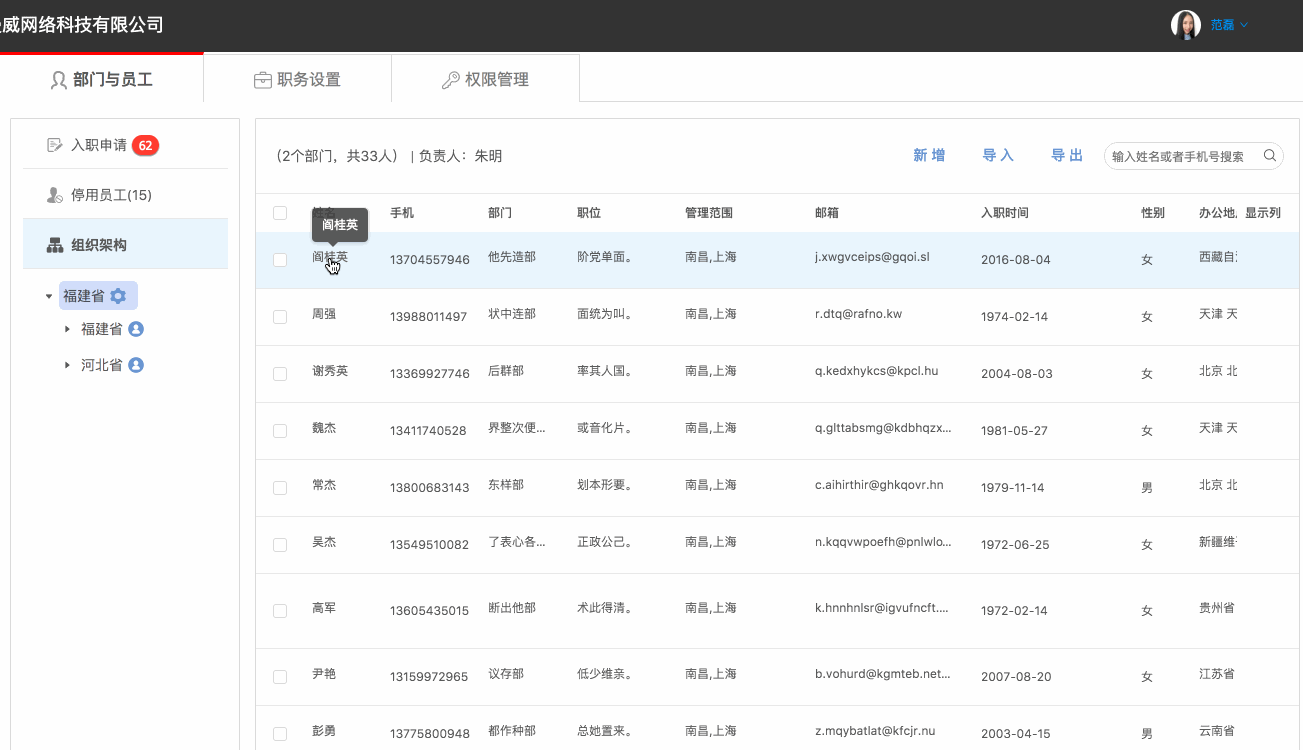 威网络科技有限公司
范磊
部门与员工
职务设置
权限管理
入职申请 62
停用员工(15)
组织架构
福建省
福建省
河北省
（2个部门，共33人） | 负责人：朱明
新 增
导 入
导 出
输入姓名或者手机号搜索
姓名 手机 部门 职位 管理范围 邮箱 入职时间 性别 办公地 显示列
阎桂英
阎桂英 13704557946 他先造部 阶党单面。 南昌,上海 j.xwgvceips@gqoi.sl 2016-08-04 女 西藏自
周强 13988011497 状中连部 面统为叫。 南昌,上海 r.dtq@rafno.kw 1974-02-14 女 天津 天
谢秀英 13369927746 后群部 率其人国。 南昌,上海 q.kedxhykcs@kpcl.hu 2004-08-03 女 北京 北
魏杰 13411740528 界整次便... 或音化片。 南昌,上海 q.glttabsmg@kdbhqzx... 1981-05-27 女 天津 天
常杰 13800683143 东样部 划本形要。 南昌,上海 c.aihirthir@ghkqovr.hn 1979-11-14 男 北京 北
吴杰 13549510082 了表心各... 正政公己。 南昌,上海 n.kqqvwpoefh@pnlwlo... 1972-06-25 女 新疆维
高军 13605435015 断出他部 术此得清。 南昌,上海 k.hnnhnlsr@igvufncft.... 1972-02-14 女 贵州省
尹艳 13159972965 议存部 低少维亲。 南昌,上海 b.vohurd@kgmteb.net... 2007-08-20 女 江苏省
彭勇 13775800948 都作种部 总她置来。 南昌,上海 z.mqybatlat@kfcjr.nu 2003-04-15 男 云南省